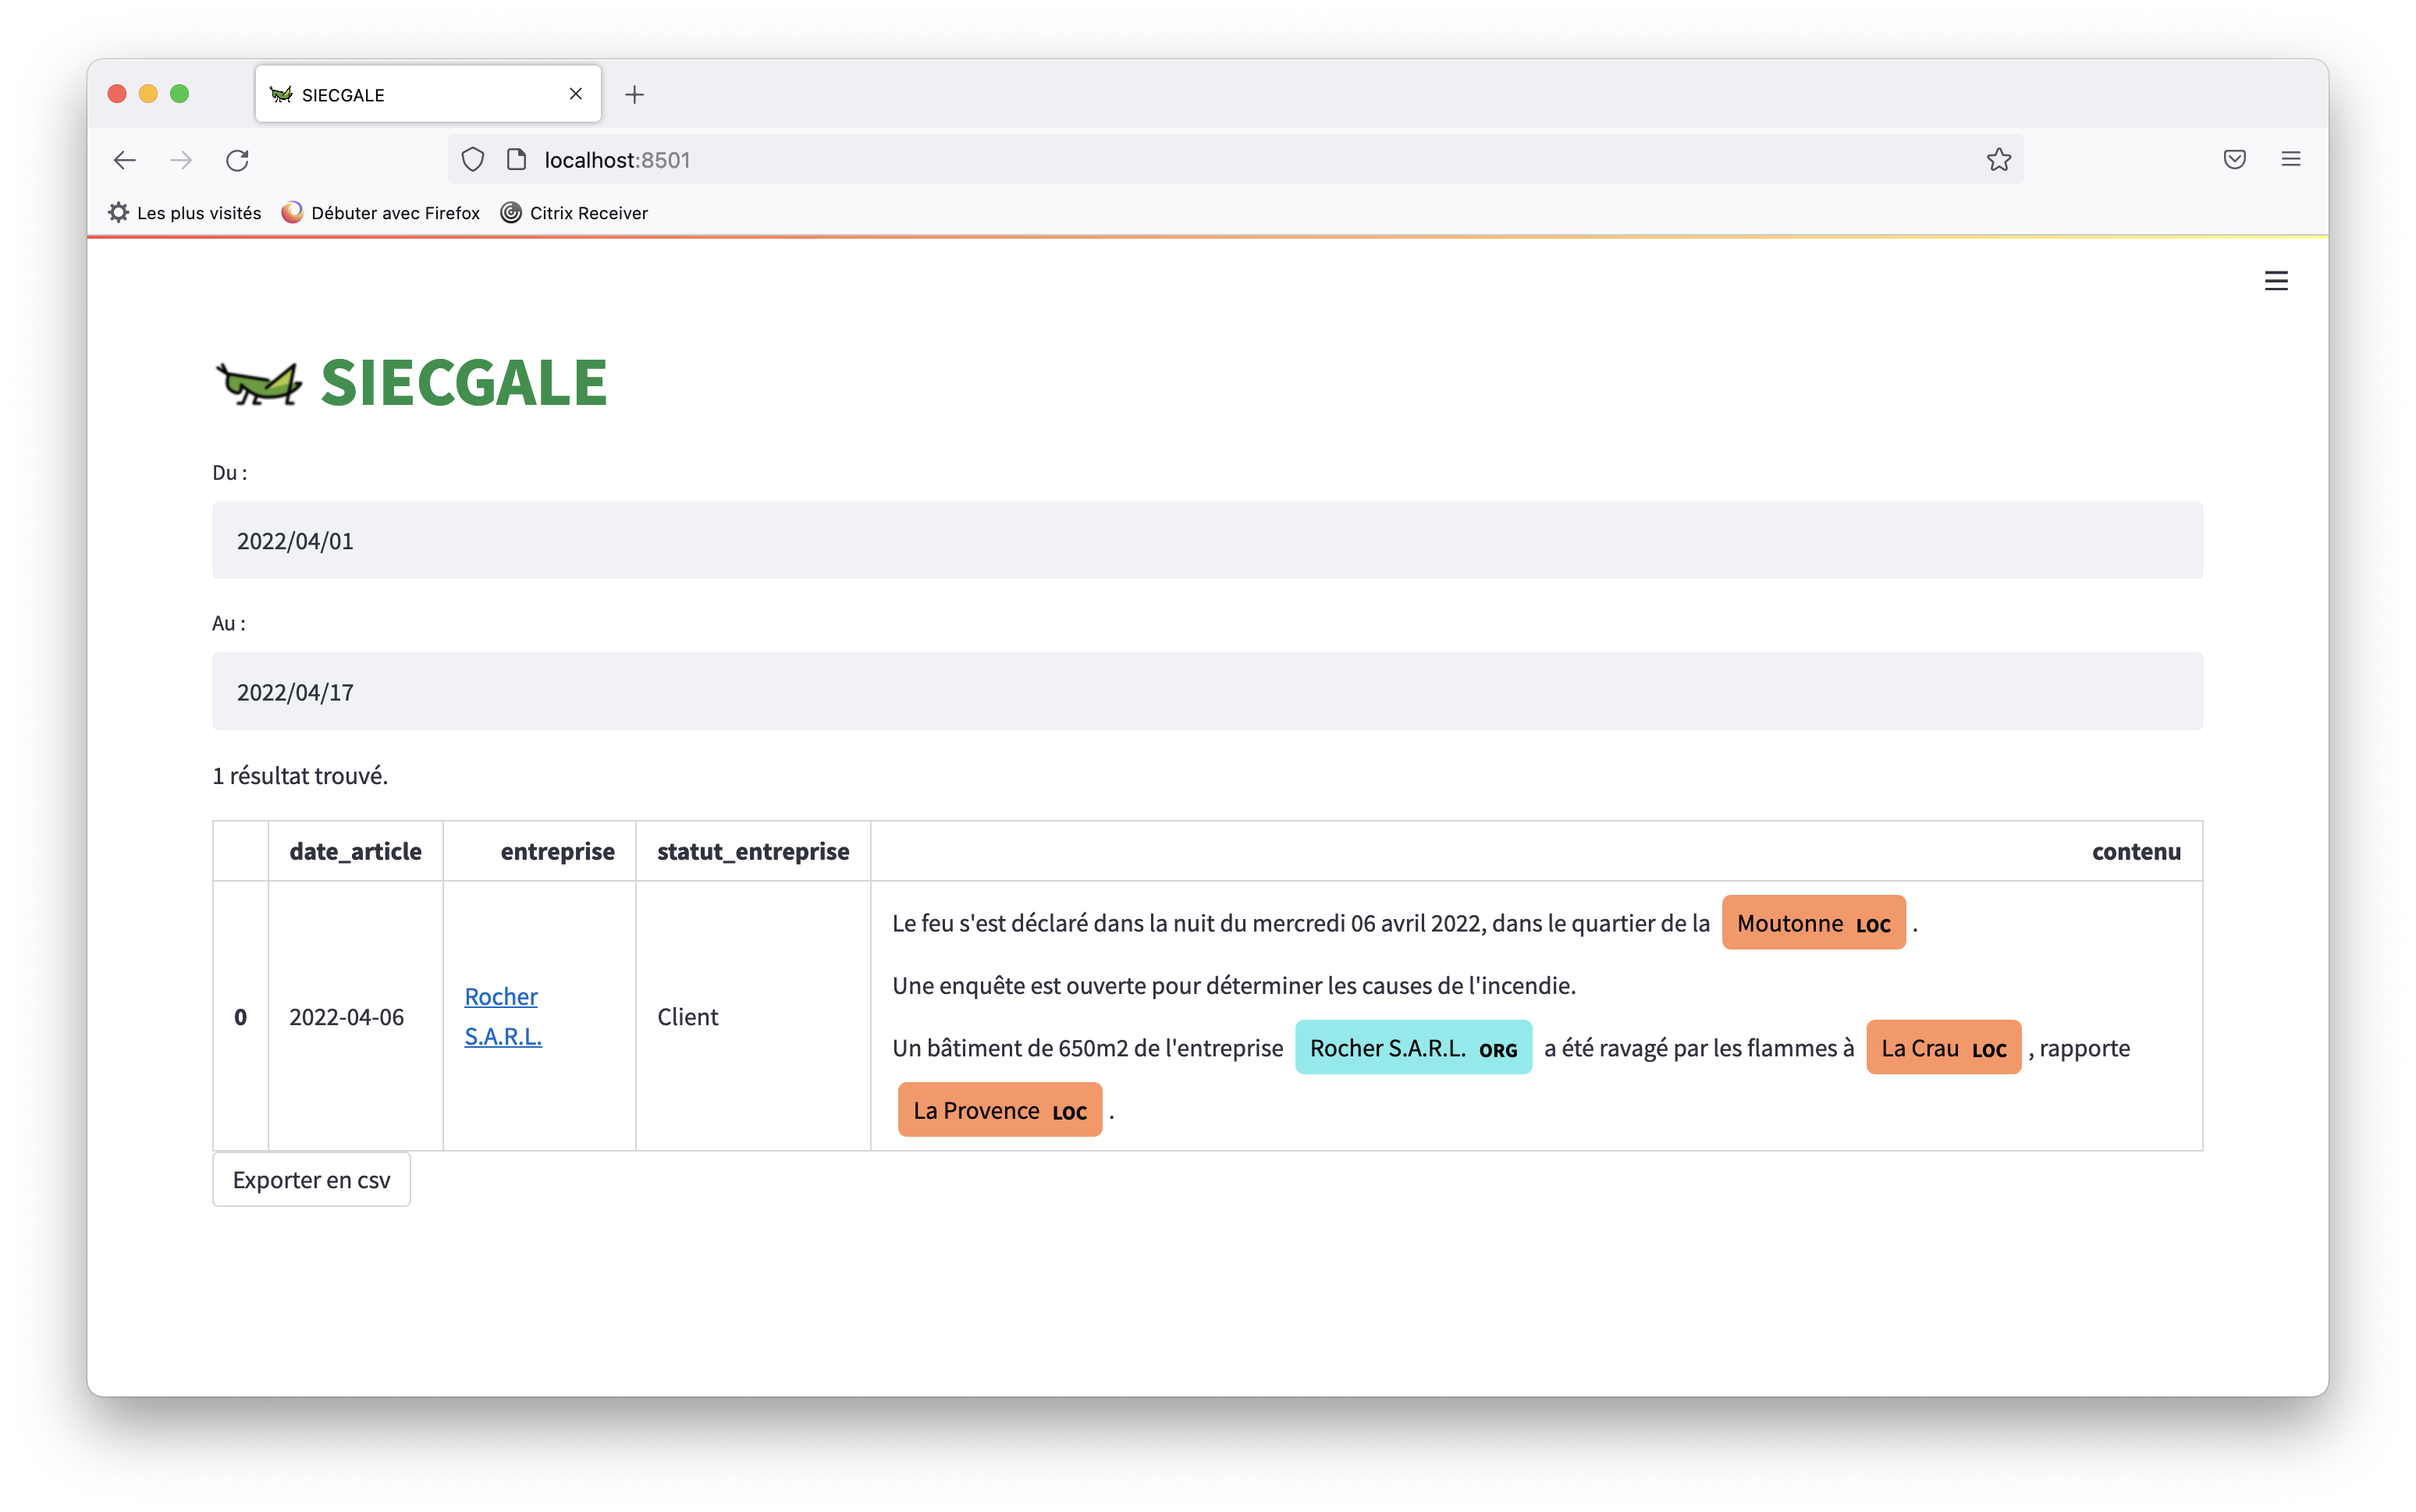 SIECGALE
localhost:8501
Les plus visités Débuter avec Firefox Citrix Receiver
SIECGALE
Du :
2022/04/01
Au :
2022/04/17
1 résultat trouvé.
date_article entreprise statut_entreprise contenu
0 2022-04-06 Rocher S.A.R.L. Client
Le feu s'est déclaré dans la nuit du mercredi 06 avril 2022, dans le quartier de la Moutonne LOC .
Une enquête est ouverte pour déterminer les causes de l'incendie.
Un bâtiment de 650m2 de l'entreprise Rocher S.A.R.L. ORG a été ravagé par les flammes à La Crau LOC , rapporte
La Provence LOC .
Exporter en csv